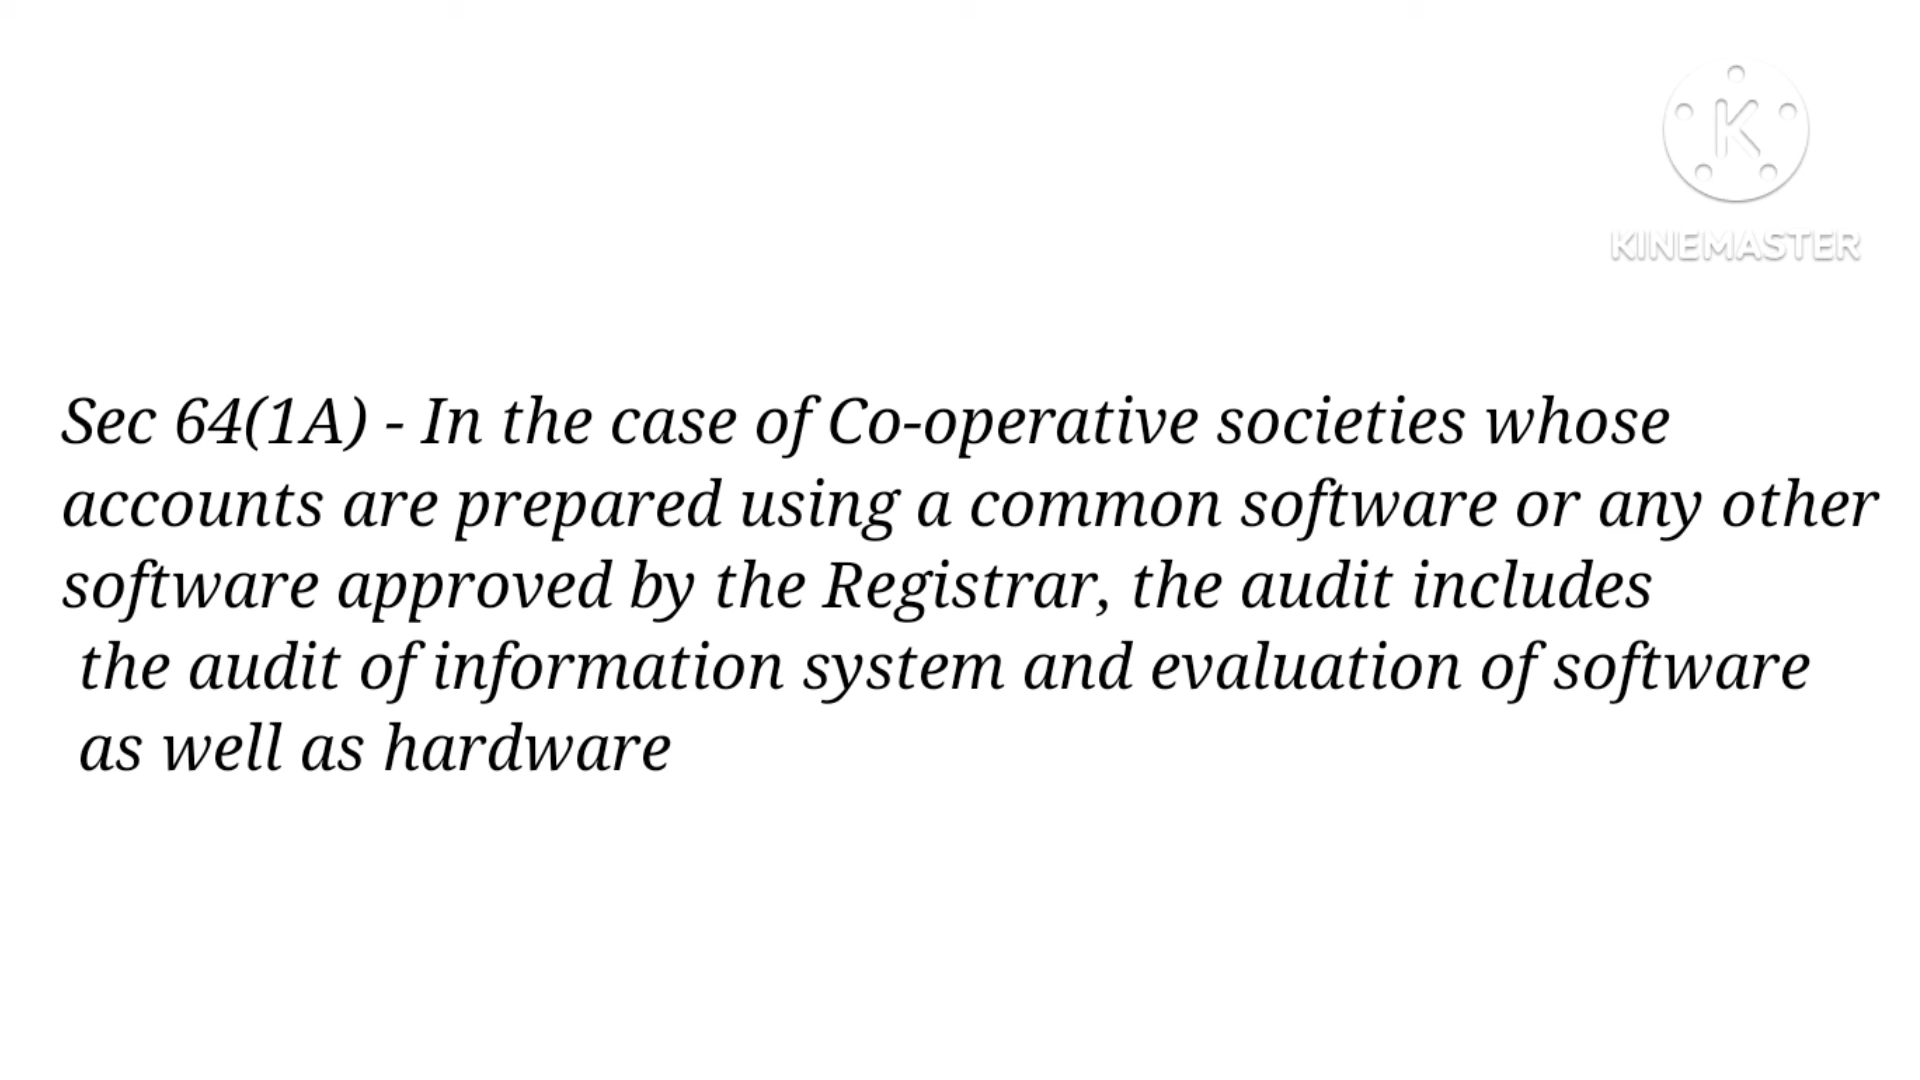 K
KINEMASTER
Sec 64(1A) - In the case of Co-operative societies whose
accounts are prepared using a common software or any other
software approved by the Registrar, the audit includes
the audit of information system and evaluation of software
as well as hardware